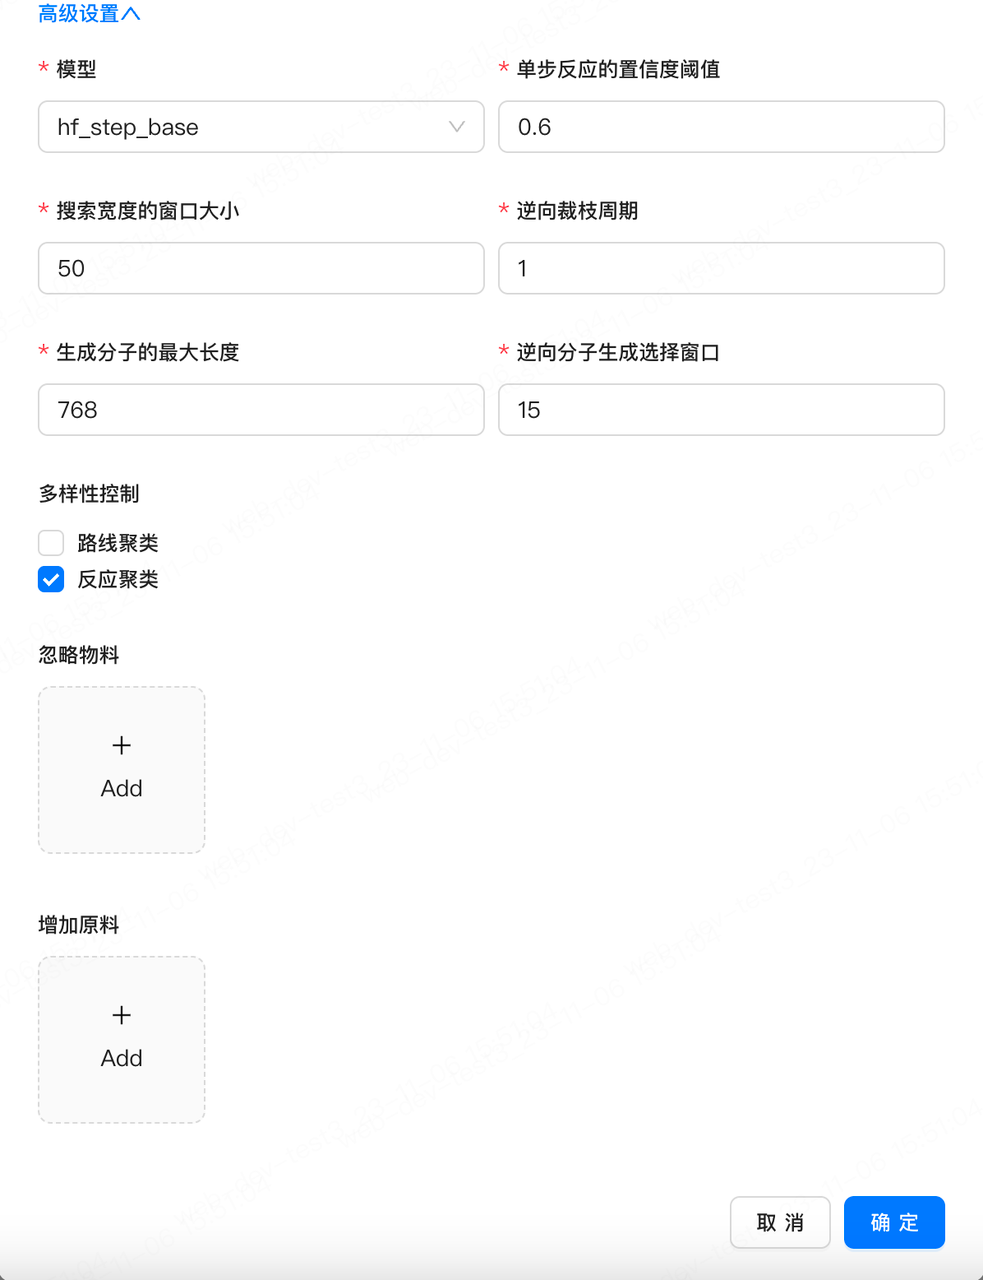 高级设置
* 模型
* 单步反应的置信度阈值
hf_step_base
0.6
* 搜索宽度的窗口大小
* 逆向裁枝周期
50
1
* 生成分子的最大长度
* 逆向分子生成选择窗口
768
15
多样性控制
路线聚类
反应聚类
忽略物料
+
Add
增加原料
+
Add
取 消
确 定